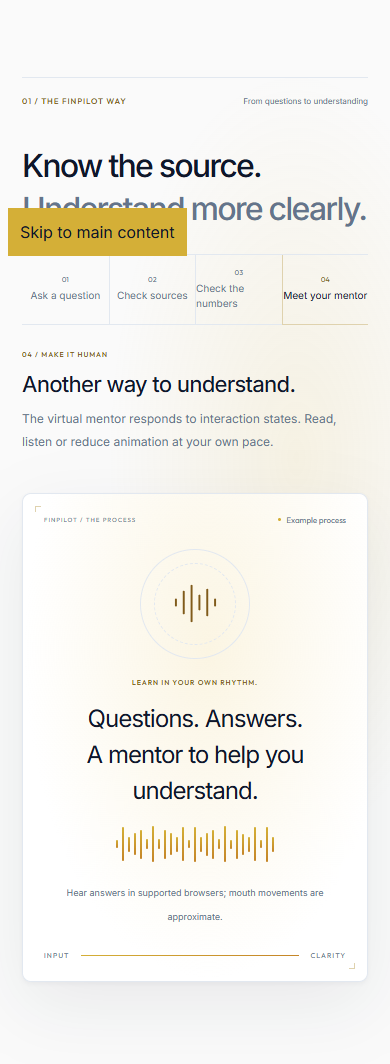 01 / THE FINPILOT WAY
From questions to understanding
Know the source.
Understand more clearly.
Skip to main content
01
Ask a question
02
Check sources
03
Check the
numbers
04
Meet your mentor
04 / MAKE IT HUMAN
Another way to understand.
The virtual mentor responds to interaction states. Read,
listen or reduce animation at your own pace.
FINPILOT / THE PROCESS
Example process
LEARN IN YOUR OWN RHYTHM.
Questions. Answers.
A mentor to help you
understand.
Hear answers in supported browsers; mouth movements are
approximate.
INPUT
CLARITY